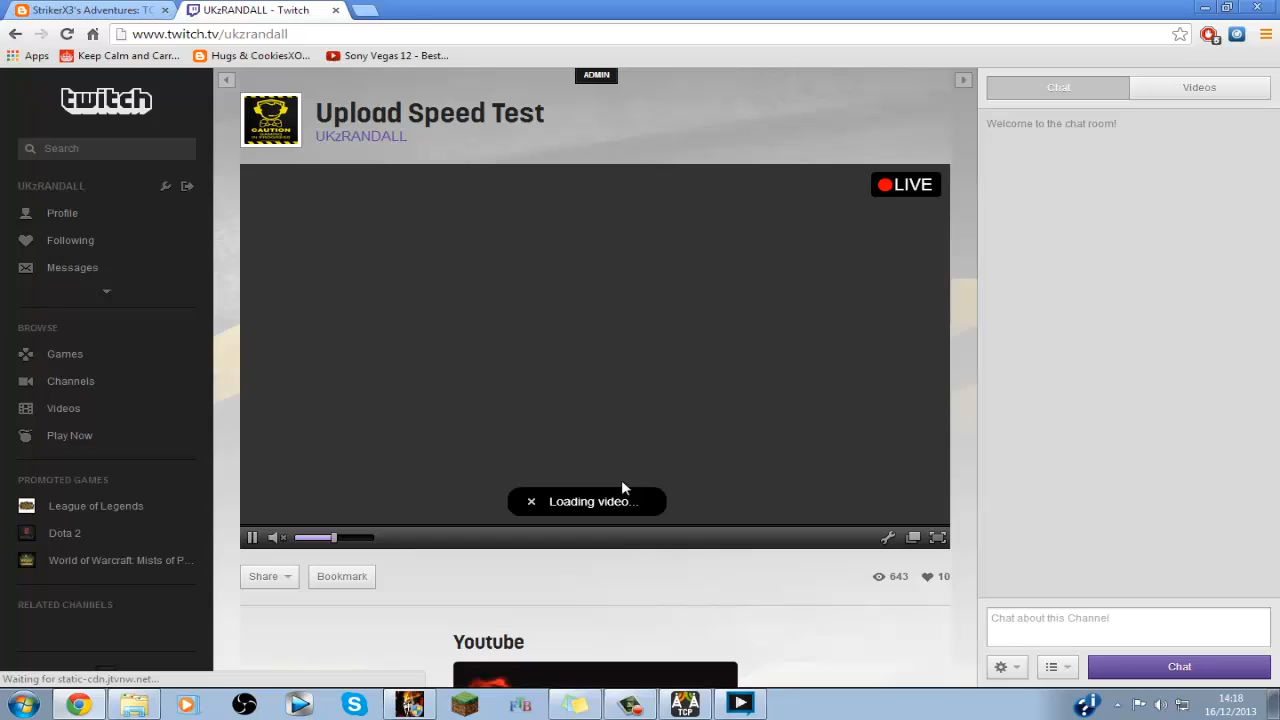 StrikerX3's Adventures: TC
UKzRANDALL - Twitch
www.twitch.tv/ukzrandall
Apps
Keep Calm and Carr...
Hugs & CookiesXO...
Sony Vegas 12 - Best...
twitch
Search
UKzRANDALL
Profile
Following
Messages
BROWSE
Games
Channels
Videos
Play Now
PROMOTED GAMES
League of Legends
Dota 2
World of Warcraft: Mists of P...
RELATED CHANNELS
Waiting for static-cdn.jtvnw.net...
ADMIN
CAUTION
Upload Speed Test
UKzRANDALL
LIVE
Loading video...
Share
Bookmark
643
10
Youtube
Chat
Videos
Welcome to the chat room!
Chat about this Channel
Chat
FTB
TCP
14:18
16/12/2013